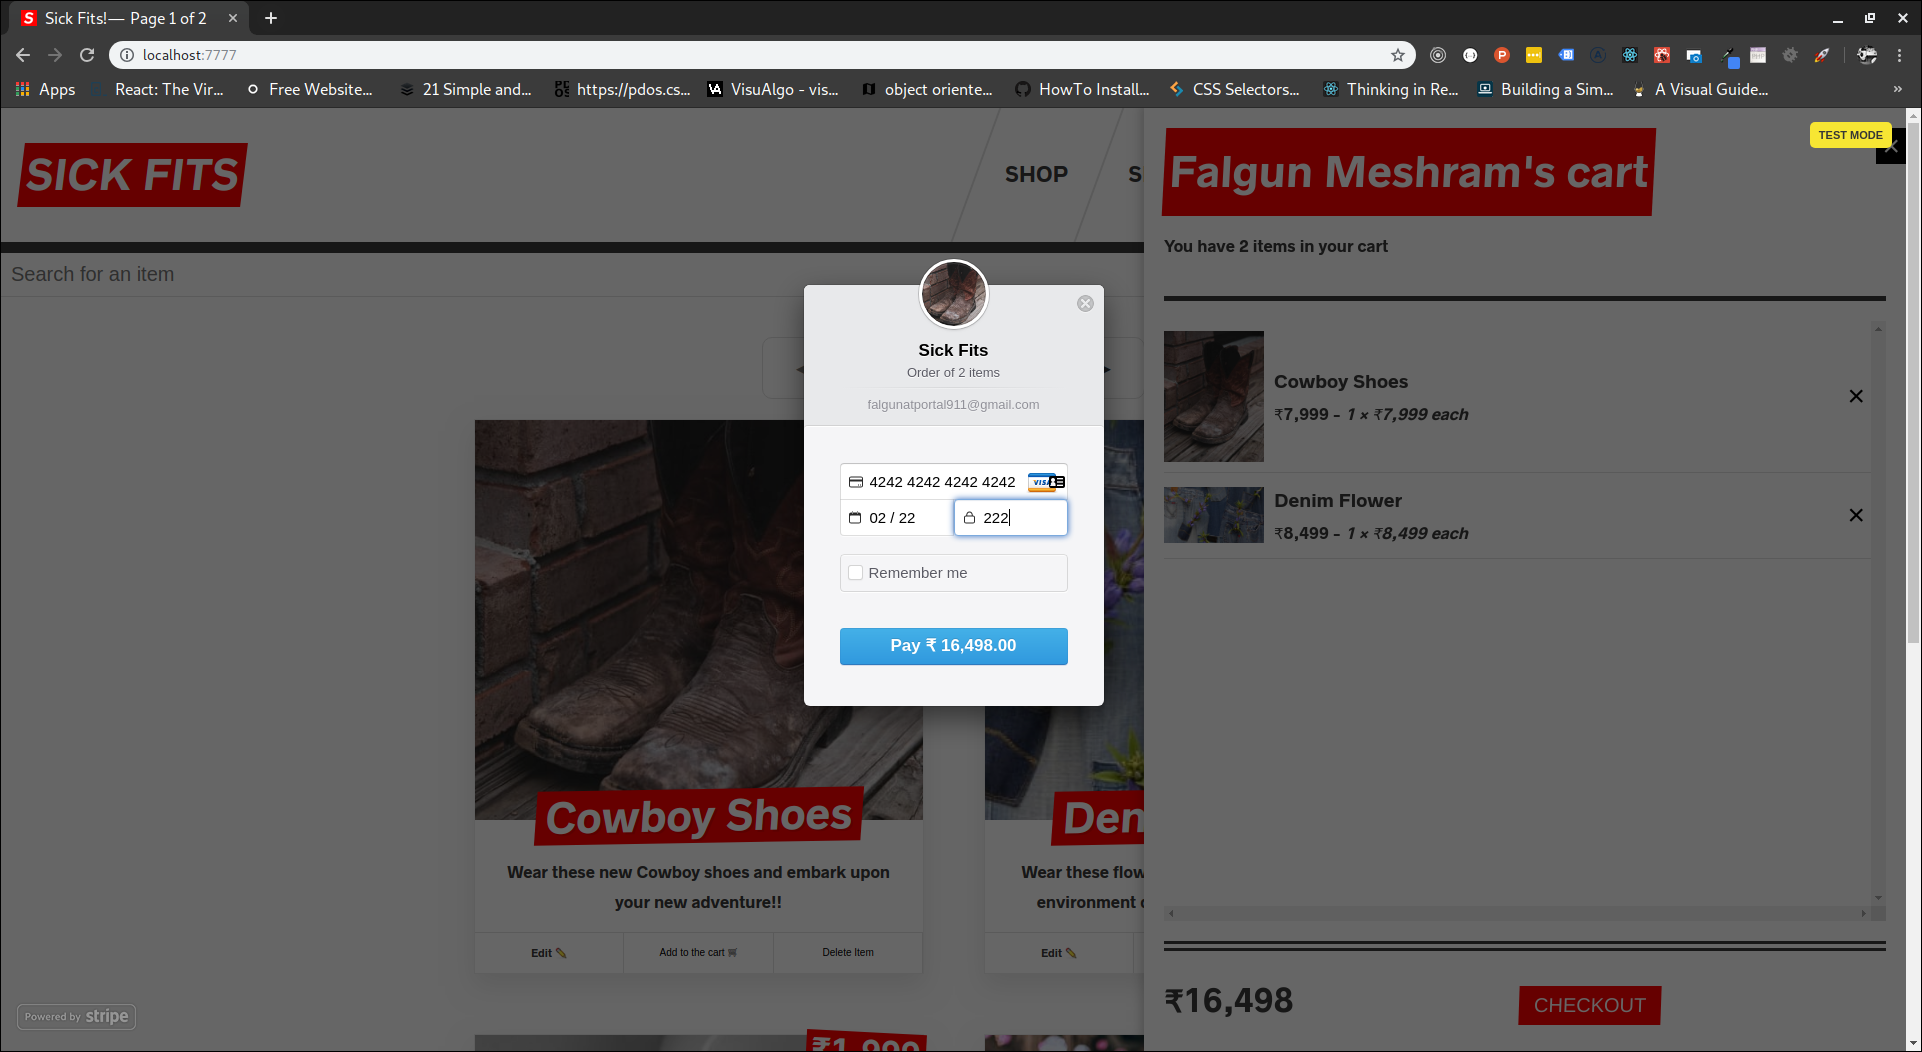 Sick Fits!— Page 1 of 2
localhost:7777
Apps
React: The Vir...
Free Website...
21 Simple and...
https://pdos.cs...
VisuAlgo - vis...
object oriente...
HowTo Install...
CSS Selectors...
Thinking in Re...
Building a Sim...
A Visual Guide...
»
SICK FITS
SHOP
S
Search for an item
TEST MODE
Falgun Meshram's cart
You have 2 items in your cart
Cowboy Shoes
₹7,999 - 1 × ₹7,999 each
Denim Flower
₹8,499 - 1 × ₹8,499 each
₹16,498
CHECKOUT
Sick Fits
Order of 2 items
falgunatportal911@gmail.com
4242 4242 4242 4242
VISA
02 / 22
222
Remember me
Pay ₹ 16,498.00
Cowboy Shoes
Wear these new Cowboy shoes and embark upon
your new adventure!!
Edit
Add to the cart
Delete Item
Den
Wear these flow
environment
Edit
Powered by stripe
₹1,999